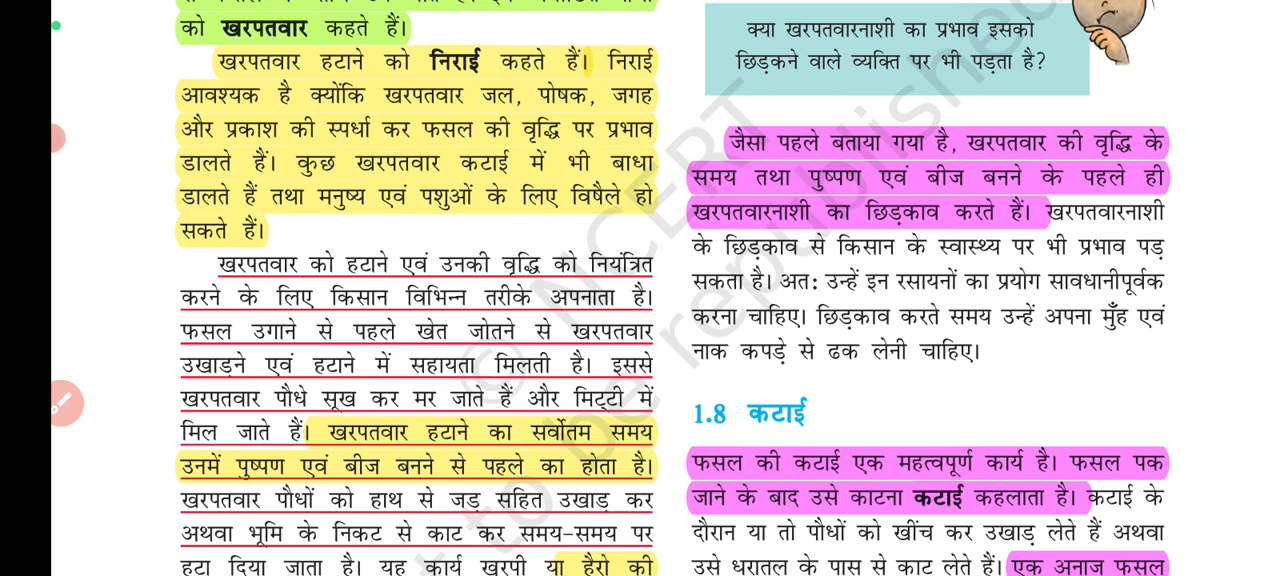 को खरपतवार कहते हैं।
खरपतवार हटाने को निराई कहते हैं। निराई
आवश्यक है क्योंकि खरपतवार जल, पोषक, जगह
और प्रकाश की स्पर्धा कर फसल की वृद्धि पर प्रभाव
डालते हैं। कुछ खरपतवार कटाई में भी बाधा
डालते हैं तथा मनुष्य एवं पशुओं के लिए विषैले हो
सकते हैं।
खरपतवार को हटाने एवं उनकी वृद्धि को नियंत्रित
करने के लिए किसान विभिन्न तरीके अपनाता है।
फसल उगाने से पहले खेत जोतने से खरपतवार
उखाड़ने एवं हटाने में सहायता मिलती है। इससे
खरपतवार पौधे सूख कर मर जाते हैं और मिट्टी में
मिल जाते हैं। खरपतवार हटाने का सर्वोतम समय
उनमें पुष्पण एवं बीज बनने से पहले का होता है।
खरपतवार पौधों को हाथ से जड़ सहित उखाड़ कर
अथवा भूमि के निकट से काट कर समय-समय पर
हटा दिया जाता है। यह कार्य खुरपी या हैरो की
क्या खरपतवारनाशी का प्रभाव इसको
छिड़कने वाले व्यक्ति पर भी पड़ता है?
जैसा पहले बताया गया है, खरपतवार की वृद्धि के
समय तथा पुष्पण एवं बीज बनने के पहले ही
खरपतवारनाशी का छिड़काव करते हैं। खरपतवारनाशी
के छिड़काव से किसान के स्वास्थ्य पर भी प्रभाव पड़
सकता है। अत: उन्हें इन रसायनों का प्रयोग सावधानीपूर्वक
करना चाहिए। छिड़काव करते समय उन्हें अपना मुँह एवं
नाक कपड़े से ढक लेनी चाहिए।
1.8 कटाई
फसल की कटाई एक महत्वपूर्ण कार्य है। फसल पक
जाने के बाद उसे काटना कटाई कहलाता है। कटाई के
दौरान या तो पौधों को खींच कर उखाड़ लेते हैं अथवा
उसे धरातल के पास से काट लेते हैं। एक अनाज फसल
© NCERT
not to be republished